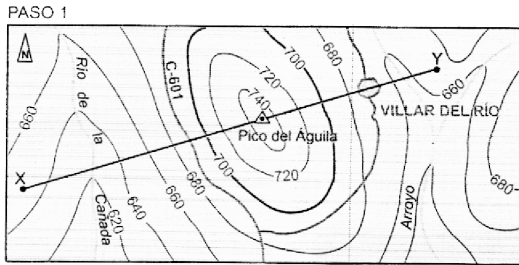 PASO 1
N
Río de la Cañada
C-601
660
620
640
660
680
700
720
740
Pico del Águila
720
700
680
VILLAR DEL RÍO
Y
660
680
Arroyo
X